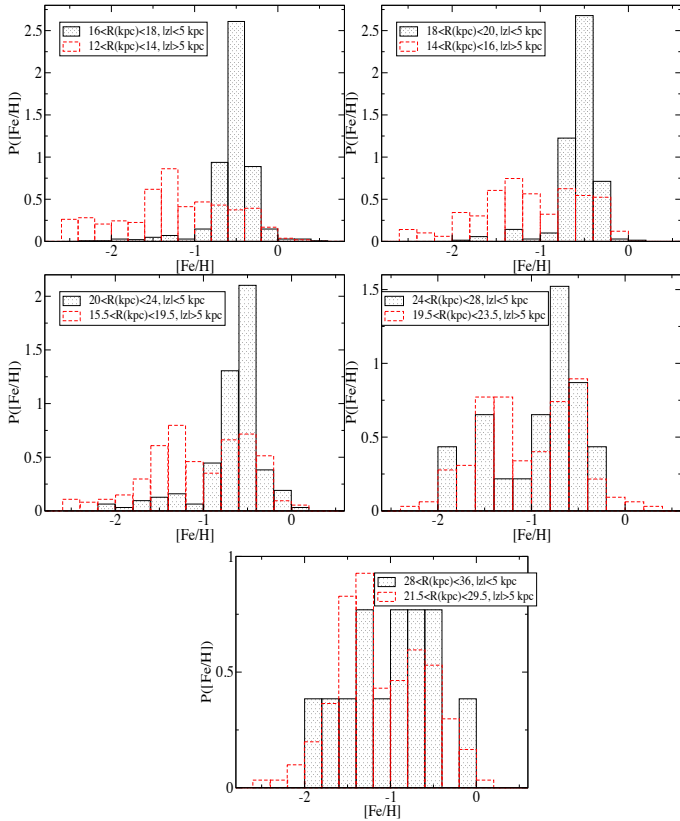 16<R(kpc)<18, |z|<5 kpc
12<R(kpc)<14, |z|>5 kpc
P([Fe/H])
0
0.5
1
1.5
2
2.5
-2
-1
0
[Fe/H]
18<R(kpc)<20, |z|<5 kpc
14<R(kpc)<16, |z|>5 kpc
P([Fe/H])
0
0.5
1
1.5
2
2.5
-2
-1
0
[Fe/H]
20<R(kpc)<24, |z|<5 kpc
15.5<R(kpc)<19.5, |z|>5 kpc
P([Fe/H])
0
0.5
1
1.5
2
-2
-1
0
[Fe/H]
24<R(kpc)<28, |z|<5 kpc
19.5<R(kpc)<23.5, |z|>5 kpc
P([Fe/H])
0
0.5
1
1.5
-2
-1
0
[Fe/H]
28<R(kpc)<36, |z|<5 kpc
21.5<R(kpc)<29.5, |z|>5 kpc
P([Fe/H])
0
0.5
1
-2
-1
0
[Fe/H]